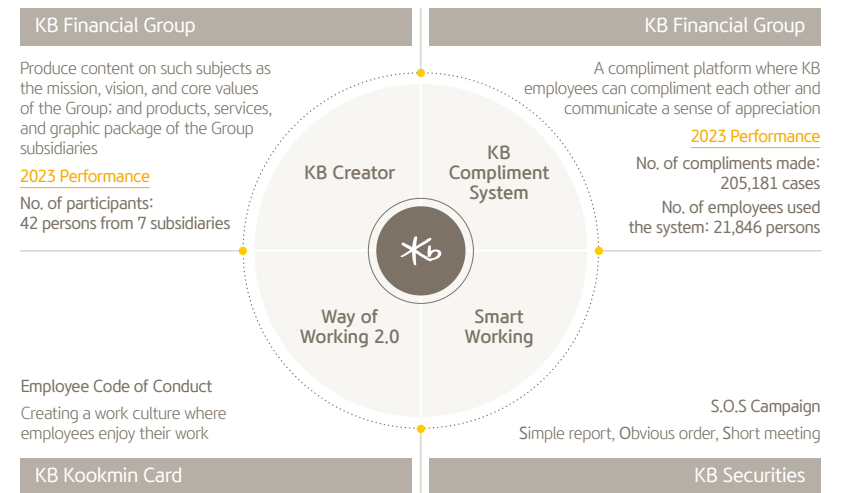 KB Financial Group
Produce content on such subjects as
the mission, vision, and core values
of the Group; and products, services,
and graphic package of the Group
subsidiaries
2023 Performance
No. of participants:
42 persons from 7 subsidiaries
KB Financial Group
A compliment platform where KB
employees can compliment each other and
communicate a sense of appreciation
2023 Performance
No. of compliments made:
205,181 cases
No. of employees used
the system: 21,846 persons
KB Creator
KB
Compliment
System
Kb
Way of
Working 2.0
Smart
Working
Employee Code of Conduct
Creating a work culture where
employees enjoy their work
KB Kookmin Card
S.O.S Campaign
Simple report, Obvious order, Short meeting
KB Securities